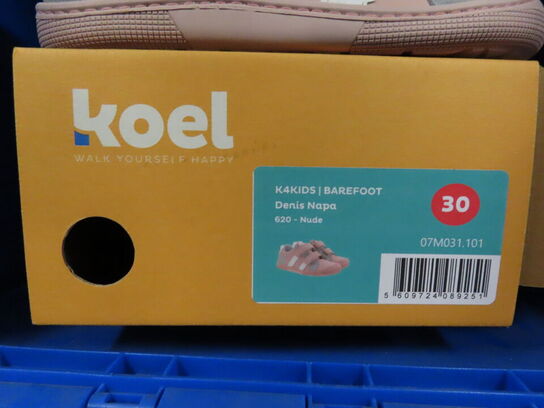 koel
WALK YOURSELF HAPPY
K4KIDS | BAREFOOT
Denis Napa
620 - Nude
30
07M031.101
5 609724 089251